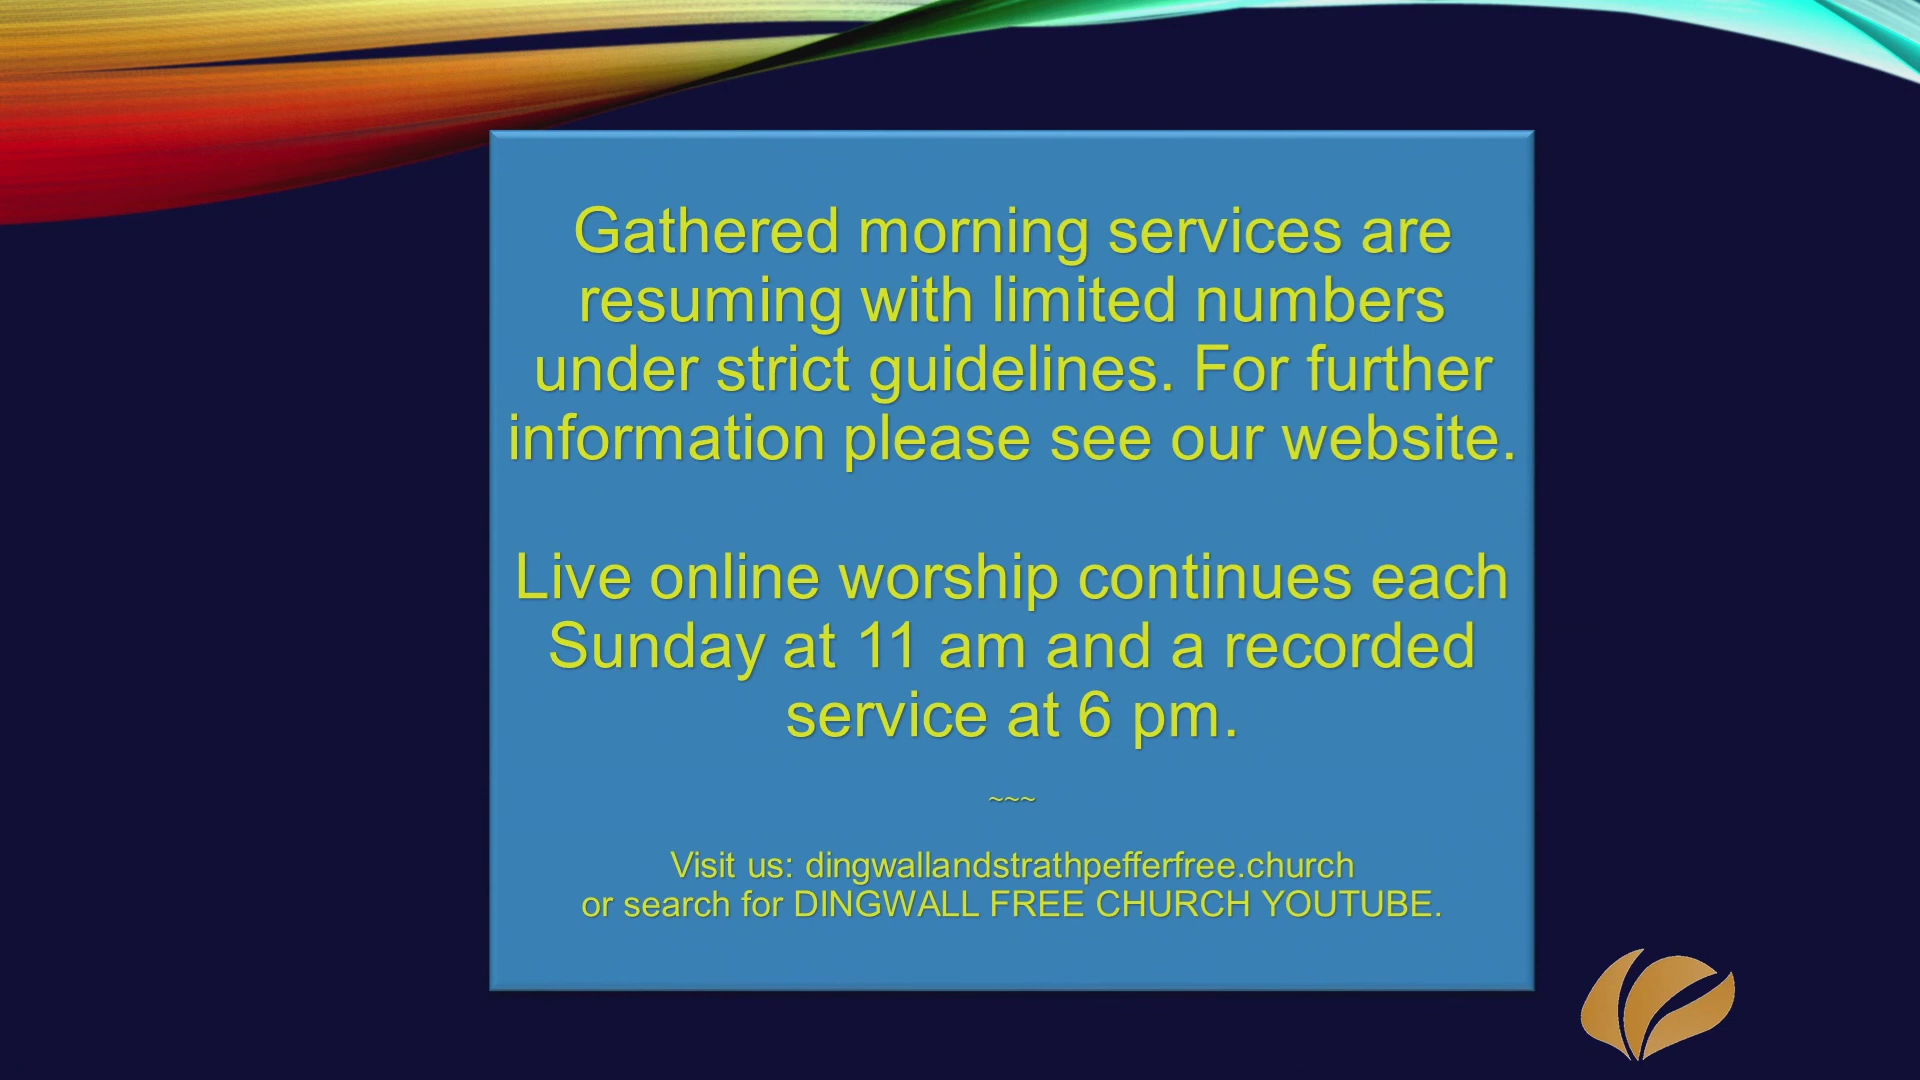 Gathered morning services are
resuming with limited numbers
under strict guidelines. For further
information please see our website.
Live online worship continues each
Sunday at 11 am and a recorded
service at 6 pm.
~~~
Visit us: dingwallandstrathpefferfree.church
or search for DINGWALL FREE CHURCH YOUTUBE.